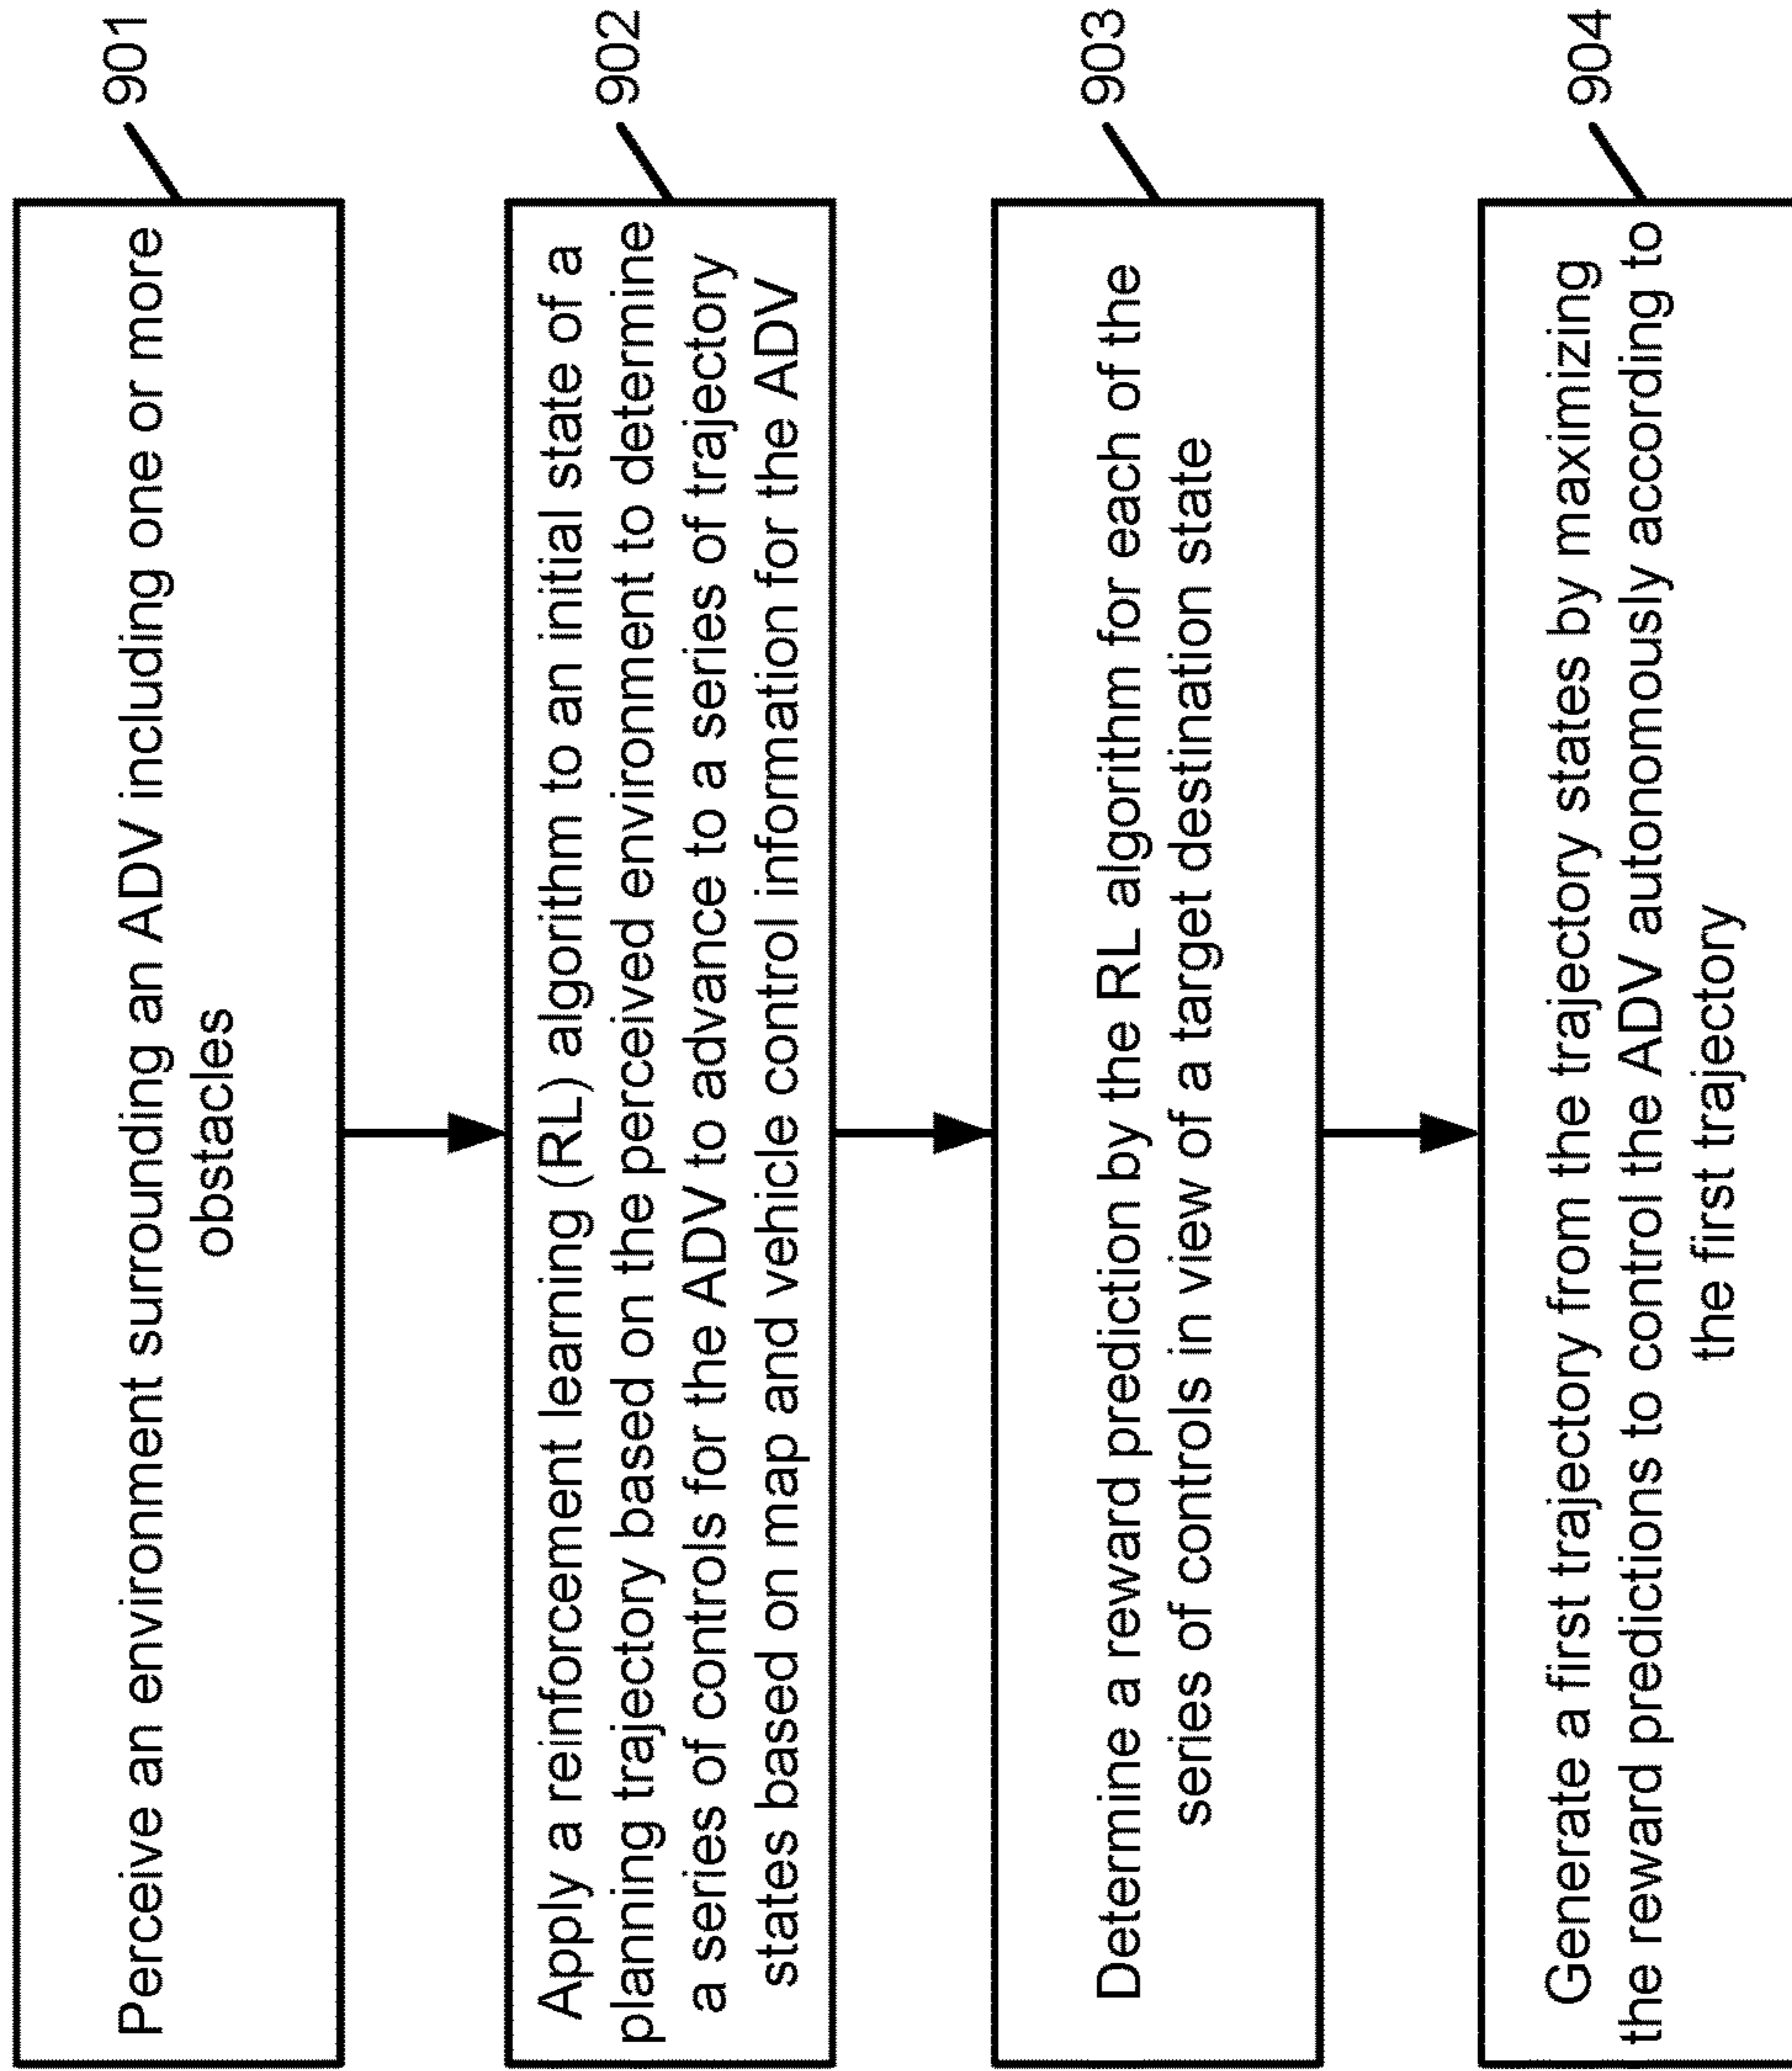 Perceive an environment surrounding an ADV including one or more
obstacles
901
Apply a reinforcement learning (RL) algorithm to an initial state of a
planning trajectory based on the perceived environment to determine
a series of controls for the ADV to advance to a series of trajectory
states based on map and vehicle control information for the ADV
902
Determine a reward prediction by the RL algorithm for each of the
series of controls in view of a target destination state
903
Generate a first trajectory from the trajectory states by maximizing
the reward predictions to control the ADV autonomously according to
the first trajectory
904